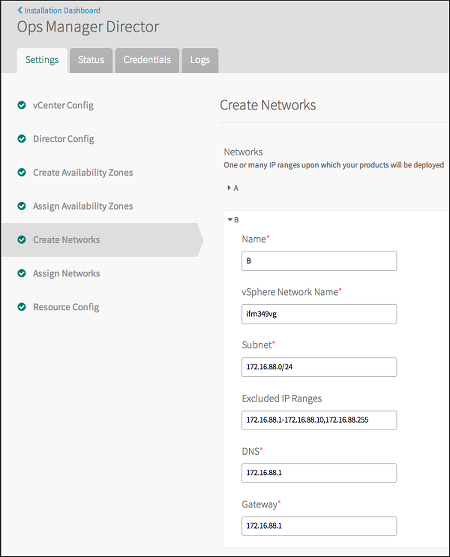 Installation Dashboard
Ops Manager Director
Settings Status Credentials Logs
vCenter Config
Director Config
Create Availability Zones
Assign Availability Zones
Create Networks
Assign Networks
Resource Config
Create Networks
Networks
One or many IP ranges upon which your products will be deployed
A
B
Name*
B
vSphere Network Name*
ifm349vg
Subnet*
172.16.88.0/24
Excluded IP Ranges
172.16.88.1-172.16.88.10,172.16.88.255
DNS*
172.16.88.1
Gateway*
172.16.88.1